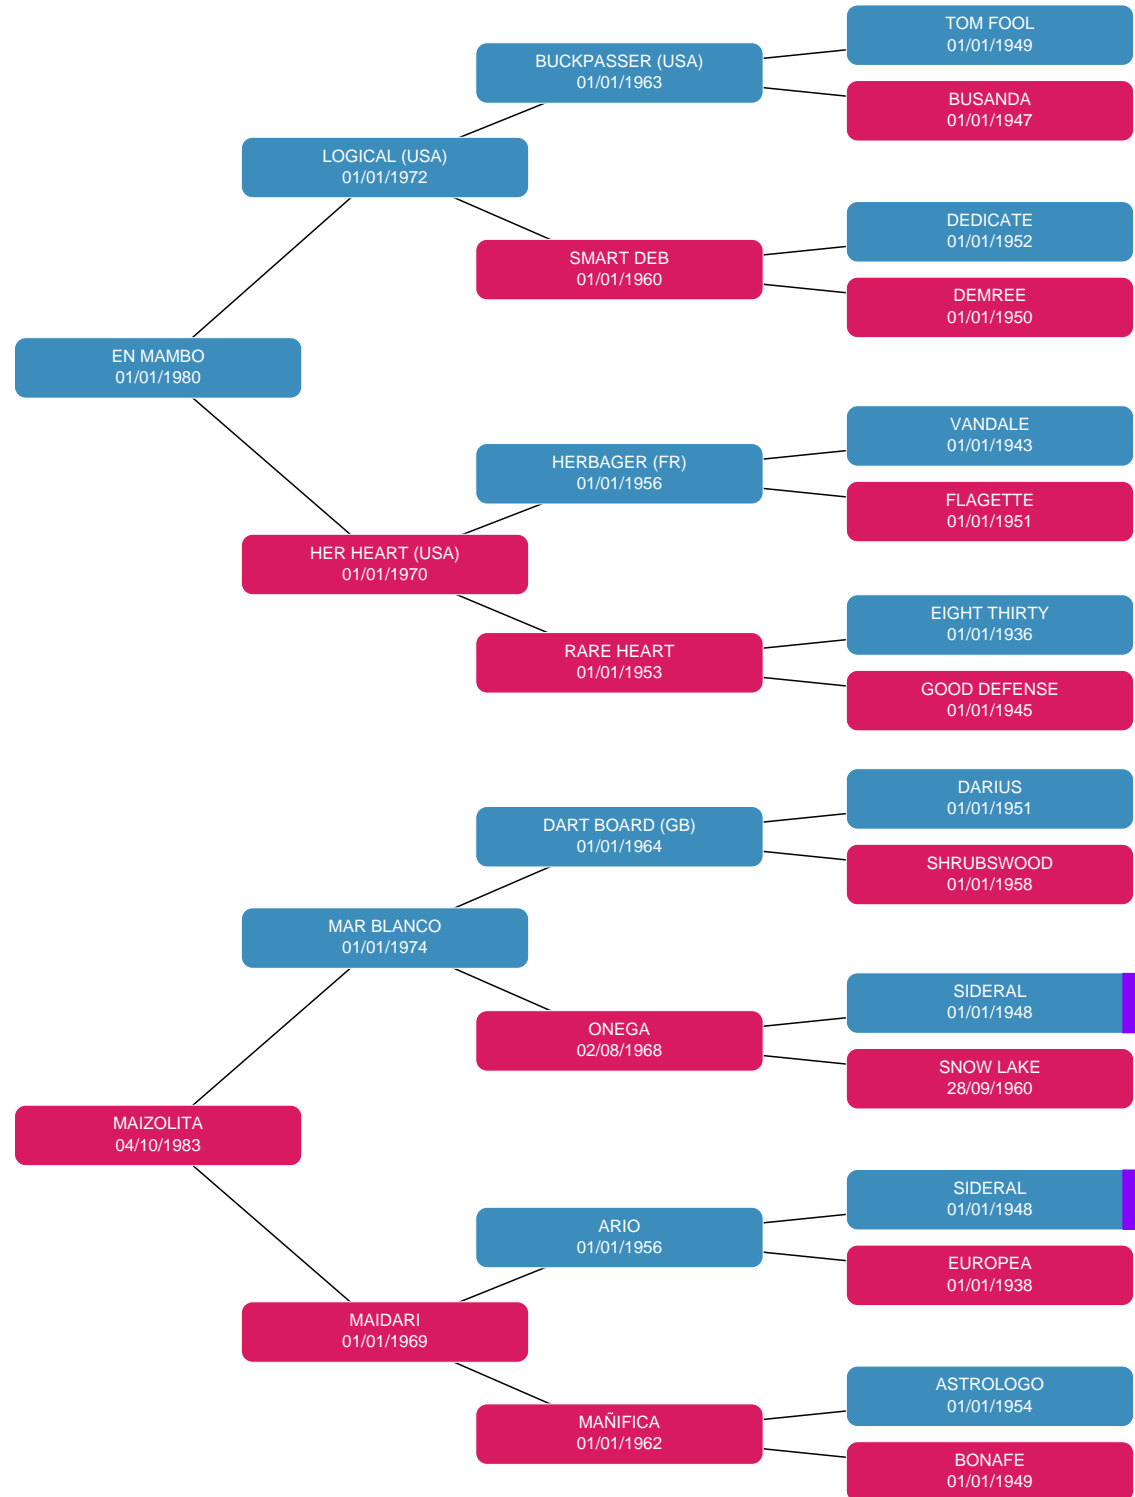 TOM FOOL
01/01/1949
BUCKPASSER (USA)
01/01/1963
BUSANDA
01/01/1947
LOGICAL (USA)
01/01/1972
DEDICATE
01/01/1952
SMART DEB
01/01/1960
DEMREE
01/01/1950
EN MAMBO
01/01/1980
VANDALE
01/01/1943
HERBAGER (FR)
01/01/1956
FLAGETTE
01/01/1951
HER HEART (USA)
01/01/1970
EIGHT THIRTY
01/01/1936
RARE HEART
01/01/1953
GOOD DEFENSE
01/01/1945
DARIUS
01/01/1951
DART BOARD (GB)
01/01/1964
SHRUBSWOOD
01/01/1958
MAR BLANCO
01/01/1974
SIDERAL
01/01/1948
ONEGA
02/08/1968
SNOW LAKE
28/09/1960
MAIZOLITA
04/10/1983
SIDERAL
01/01/1948
ARIO
01/01/1956
EUROPEA
01/01/1938
MAIDARI
01/01/1969
ASTROLOGO
01/01/1954
MAÑIFICA
01/01/1962
BONAFE
01/01/1949